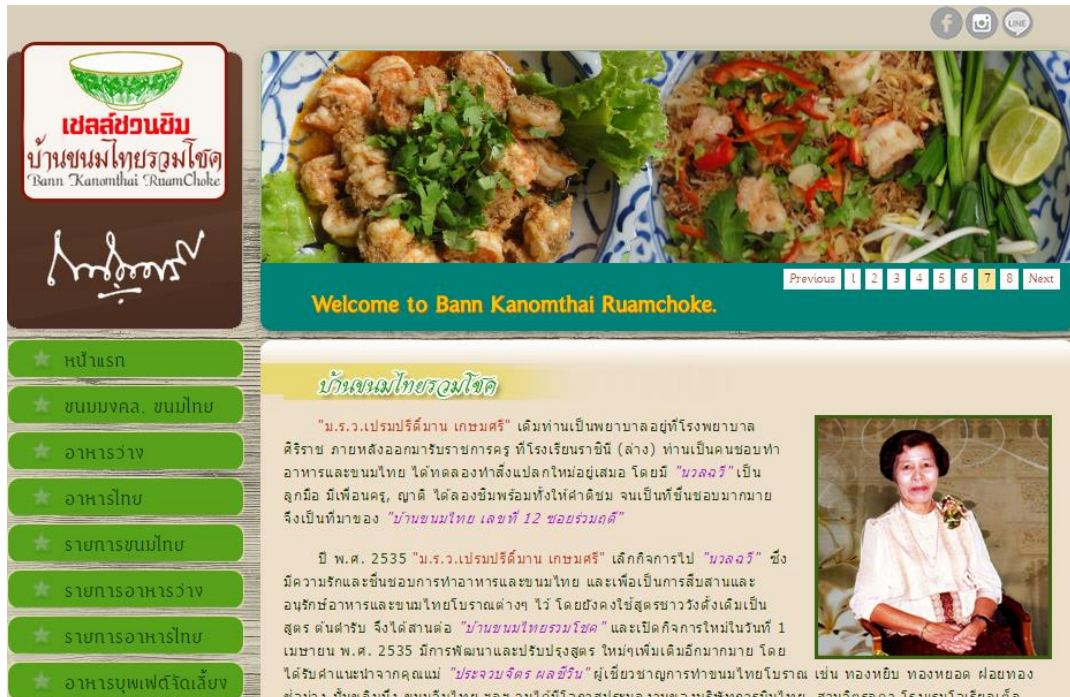 f
LINE
เชลล์ชวนชิม
บ้านขนมไทยรวมโชค
Bann Kanomthai RuamChoke
Previous 1 2 3 4 5 6 7 8 Next
Welcome to Bann Kanomthai Ruamchoke.
หน้าแรก
ขนมมงคล, ขนมไทย
อาหารว่าง
อาหารไทย
รายการขนมไทย
รายการอาหารว่าง
รายการอาหารไทย
อาหารบุพเฟต์จัดเลี้ยง
บ้านขนมไทยรวมโชค
"ม.ร.ว.เปรมปรีดิ์มาน เกษมศรี" เดิมท่านเป็นพยาบาลอยู่ที่โรงพยาบาล
ศิริราช ภายหลังออกมารับราชการครู ที่โรงเรียนราชินี (ล่าง) ท่านเป็นคนชอบทำ
อาหารและขนมไทย ได้ทดลองทำสิ่งแปลกใหม่อยู่เสมอ โดยมี "นวลฉวี" เป็น
ลูกมือ มีเพื่อนครู, ญาติ ได้ลองชิมพร้อมทั้งให้คำติชม จนเป็นที่ชื่นชอบมากมาย
จึงเป็นที่มาของ "บ้านขนมไทย เลขที่ 12 ซอยร่วมฤดี"
ปี พ.ศ. 2535 "ม.ร.ว.เปรมปรีดิ์มาน เกษมศรี" เลิกกิจการไป "นวลฉวี" ซึ่ง
มีความรักและชื่นชอบการทำอาหารและขนมไทย และเพื่อเป็นการสืบสานและ
อนุรักษ์อาหารและขนมไทยโบราณต่างๆ ไว้ โดยยังคงใช้สูตรชาววังดั้งเดิมเป็น
สูตร ต้นตำรับ จึงได้สานต่อ "บ้านขนมไทยรวมโชค" และเปิดกิจการใหม่ในวันที่ 1
เมษายน พ.ศ. 2535 มีการพัฒนาและปรับปรุงสูตร ใหม่ๆเพิ่มเติมอีกมากมาย โดย
ได้รับคำแนะนำจากคุณแม่ "ประจวบจิตร ผลชีวิน" ผู้เชี่ยวชาญการทำขนมไทยโบราณ เช่น ทองหยิบ ทองหยอด ฝอยทอง